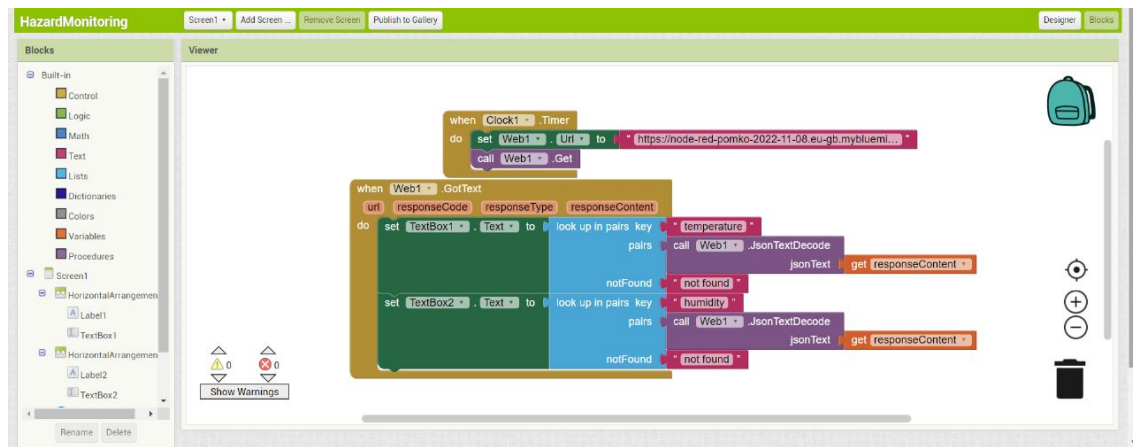 HazardMonitoring Screen1 Add Screen ... Remove Screen Publish to Gallery Designer Blocks
Blocks
Viewer
Built-in
Control
Logic
Math
Text
Lists
Dictionaries
Colors
Variables
Procedures
Screen1
HorizontalArrangemen
Label1
TextBox1
HorizontalArrangemen
Label2
TextBox2
Rename Delete
when Clock1 .Timer
do set Web1 . Url to " https://node-red-pomko-2022-11-08.eu-gb.mybluemi... "
call Web1 .Get
when Web1 .GotText
url responseCode responseType responseContent
do set TextBox1 . Text to look up in pairs key " temperature "
pairs call Web1 .JsonTextDecode
jsonText get responseContent
notFound " not found "
set TextBox2 . Text to look up in pairs key " humidity "
pairs call Web1 .JsonTextDecode
jsonText get responseContent
notFound " not found "
0 0
Show Warnings